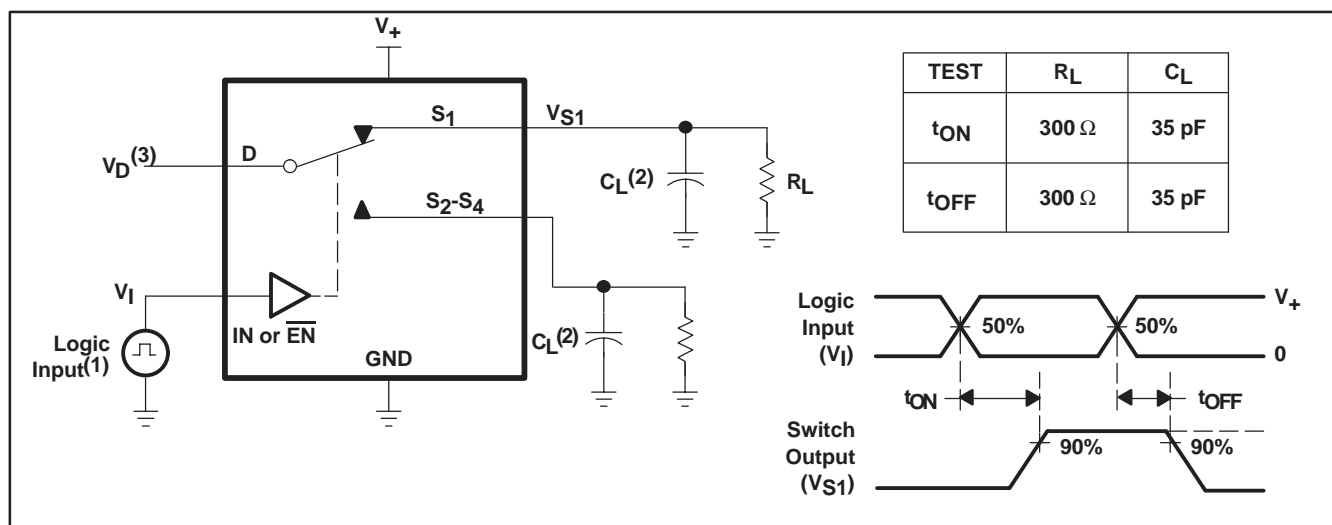 V+
S1
VS1
VD(3)
D
CL(2)
RL
S2-S4
VI
IN or E̅N̅
CL(2)
Logic
Input(1)
GND
TEST RL CL
tON 300 Ω 35 pF
tOFF 300 Ω 35 pF
Logic
Input
(VI)
50%
50%
V+
0
tON
tOFF
Switch
Output
(VS1)
90%
90%